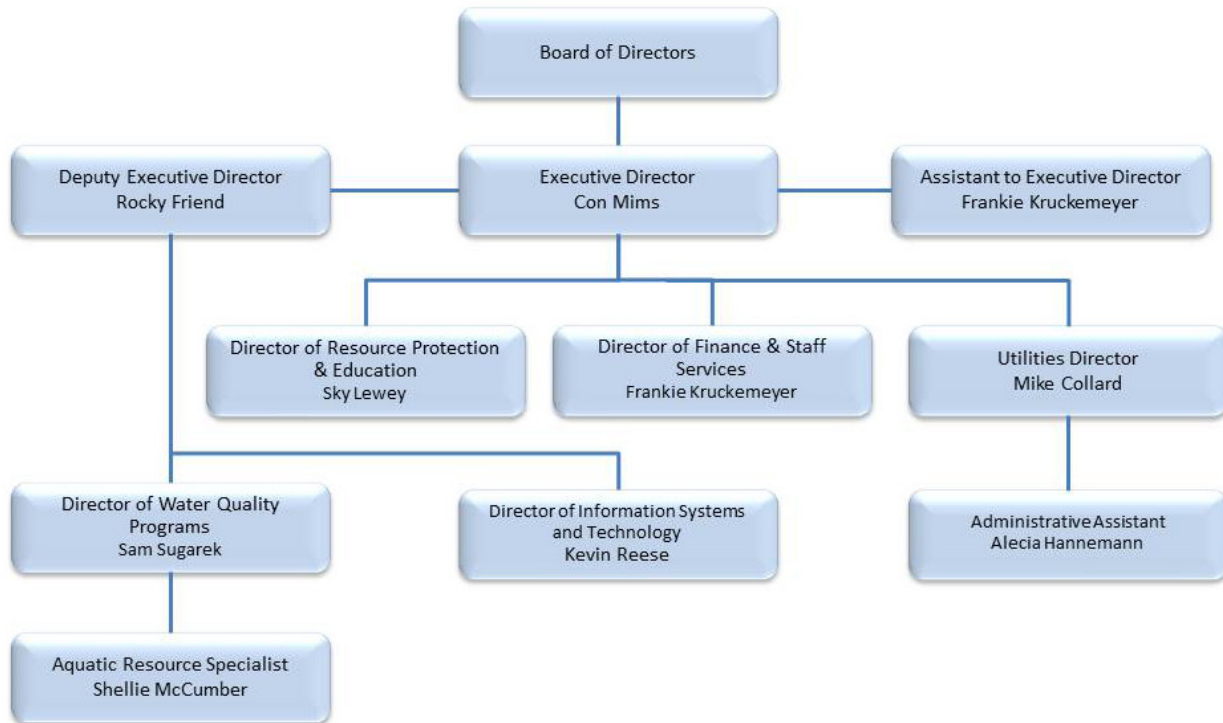 Board of Directors
Deputy Executive Director
Rocky Friend
Executive Director
Con Mims
Assistant to Executive Director
Frankie Kruckemeyer
Director of Resource Protection
& Education
Sky Lewey
Director of Finance & Staff
Services
Frankie Kruckemeyer
Utilities Director
Mike Collard
Director of Water Quality
Programs
Sam Sugarek
Director of Information Systems
and Technology
Kevin Reese
Administrative Assistant
Alecia Hannemann
Aquatic Resource Specialist
Shellie McCumber